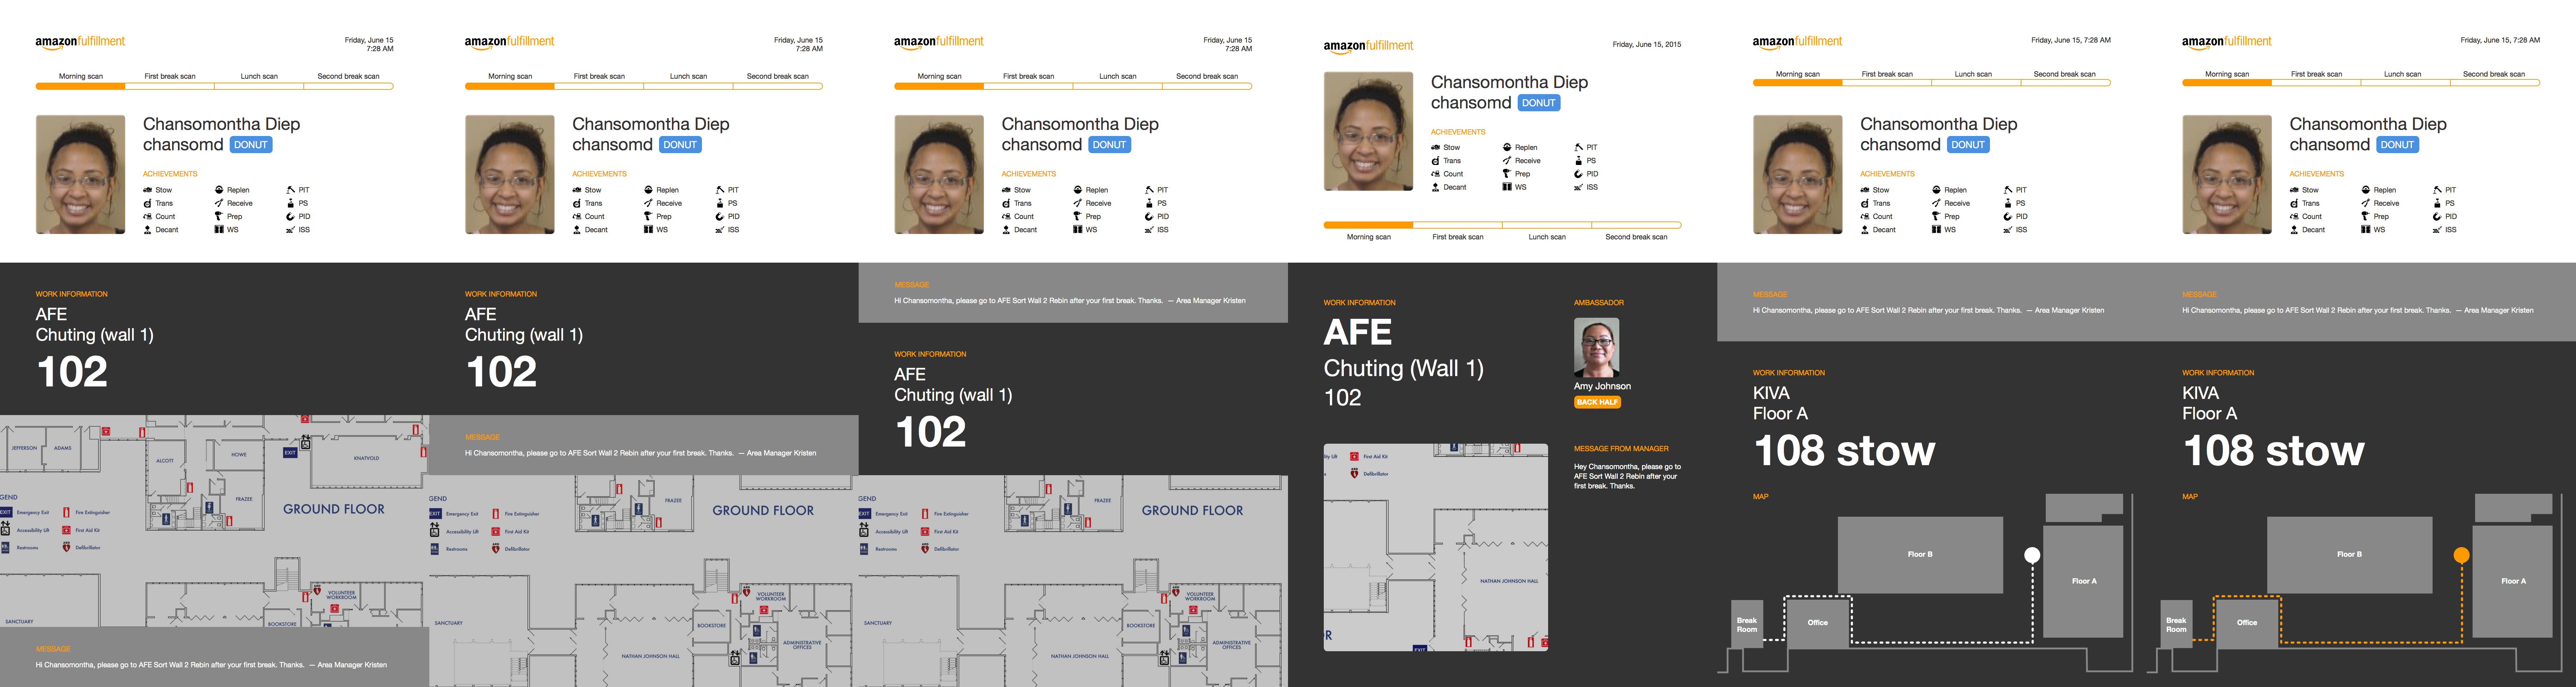 amazonfulfillment
Friday, June 15
7:28 AM
Morning scan
First break scan
Lunch scan
Second break scan
Chansomontha Diep
chansomd DONUT
ACHIEVEMENTS
Stow Replen PIT
Trans Receive PS
Count Prep PID
Decant WS ISS
WORK INFORMATION
AFE
Chuting (wall 1)
102
JEFFERSON
ADAMS
ALCOTT
HOWE
EXIT
KNATVOLD
GEND
FRAZEE
GROUND FLOOR
EXIT Emergency Exit Fire Extinguisher
Accessibility Lift First Aid Kit
Restrooms Defibrillator
VOLUNTEER
WORKROOM
SANCTUARY
BOOKSTORE
MESSAGE
Hi Chansomontha, please go to AFE Sort Wall 2 Rebin after your first break. Thanks. — Area Manager Kristen
amazonfulfillment
Friday, June 15
7:28 AM
Morning scan
First break scan
Lunch scan
Second break scan
Chansomontha Diep
chansomd DONUT
ACHIEVEMENTS
Stow Replen PIT
Trans Receive PS
Count Prep PID
Decant WS ISS
WORK INFORMATION
AFE
Chuting (wall 1)
102
MESSAGE
Hi Chansomontha, please go to AFE Sort Wall 2 Rebin after your first break. Thanks. — Area Manager Kristen
GEND
FRAZEE
GROUND FLOOR
EXIT Emergency Exit Fire Extinguisher
Accessibility Lift First Aid Kit
Restrooms Defibrillator
VOLUNTEER
WORKROOM
SANCTUARY
BOOKSTORE
ADMINISTRATIVE
OFFICES
NATHAN JOHNSON HALL
amazonfulfillment
Friday, June 15
7:28 AM
Morning scan
First break scan
Lunch scan
Second break scan
Chansomontha Diep
chansomd DONUT
ACHIEVEMENTS
Stow Replen PIT
Trans Receive PS
Count Prep PID
Decant WS ISS
MESSAGE
Hi Chansomontha, please go to AFE Sort Wall 2 Rebin after your first break. Thanks. — Area Manager Kristen
WORK INFORMATION
AFE
Chuting (wall 1)
102
GEND
FRAZEE
GROUND FLOOR
EXIT Emergency Exit Fire Extinguisher
Accessibility Lift First Aid Kit
Restrooms Defibrillator
VOLUNTEER
WORKROOM
SANCTUARY
BOOKSTORE
ADMINISTRATIVE
OFFICES
NATHAN JOHNSON HALL
amazonfulfillment
Friday, June 15, 2015
Chansomontha Diep
chansomd DONUT
ACHIEVEMENTS
Stow Replen PIT
Trans Receive PS
Count Prep PID
Decant WS ISS
Morning scan
First break scan
Lunch scan
Second break scan
WORK INFORMATION
AFE
Chuting (Wall 1)
102
AMBASSADOR
Amy Johnson
BACK HALF
MESSAGE FROM MANAGER
Hey Chansomontha, please go to
AFE Sort Wall 2 Rebin after your
first break. Thanks.
ity Lift First Aid Kit
Defibrillator
NATHAN JOHNSON HALL
R
EXIT
amazonfulfillment
Friday, June 15, 7:28 AM
Morning scan
First break scan
Lunch scan
Second break scan
Chansomontha Diep
chansomd DONUT
ACHIEVEMENTS
Stow Replen PIT
Trans Receive PS
Count Prep PID
Decant WS ISS
MESSAGE
Hi Chansomontha, please go to AFE Sort Wall 2 Rebin after your first break. Thanks. — Area Manager Kristen
WORK INFORMATION
KIVA
Floor A
108 stow
MAP
Floor B
Floor A
Break
Room
Office
amazonfulfillment
Friday, June 15, 7:28 AM
Morning scan
First break scan
Lunch scan
Second break scan
Chansomontha Diep
chansomd DONUT
ACHIEVEMENTS
Stow Replen PIT
Trans Receive PS
Count Prep PID
Decant WS ISS
MESSAGE
Hi Chansomontha, please go to AFE Sort Wall 2 Rebin after your first break. Thanks. — Area Manager Kristen
WORK INFORMATION
KIVA
Floor A
108 stow
MAP
Floor B
Floor A
Break
Room
Office